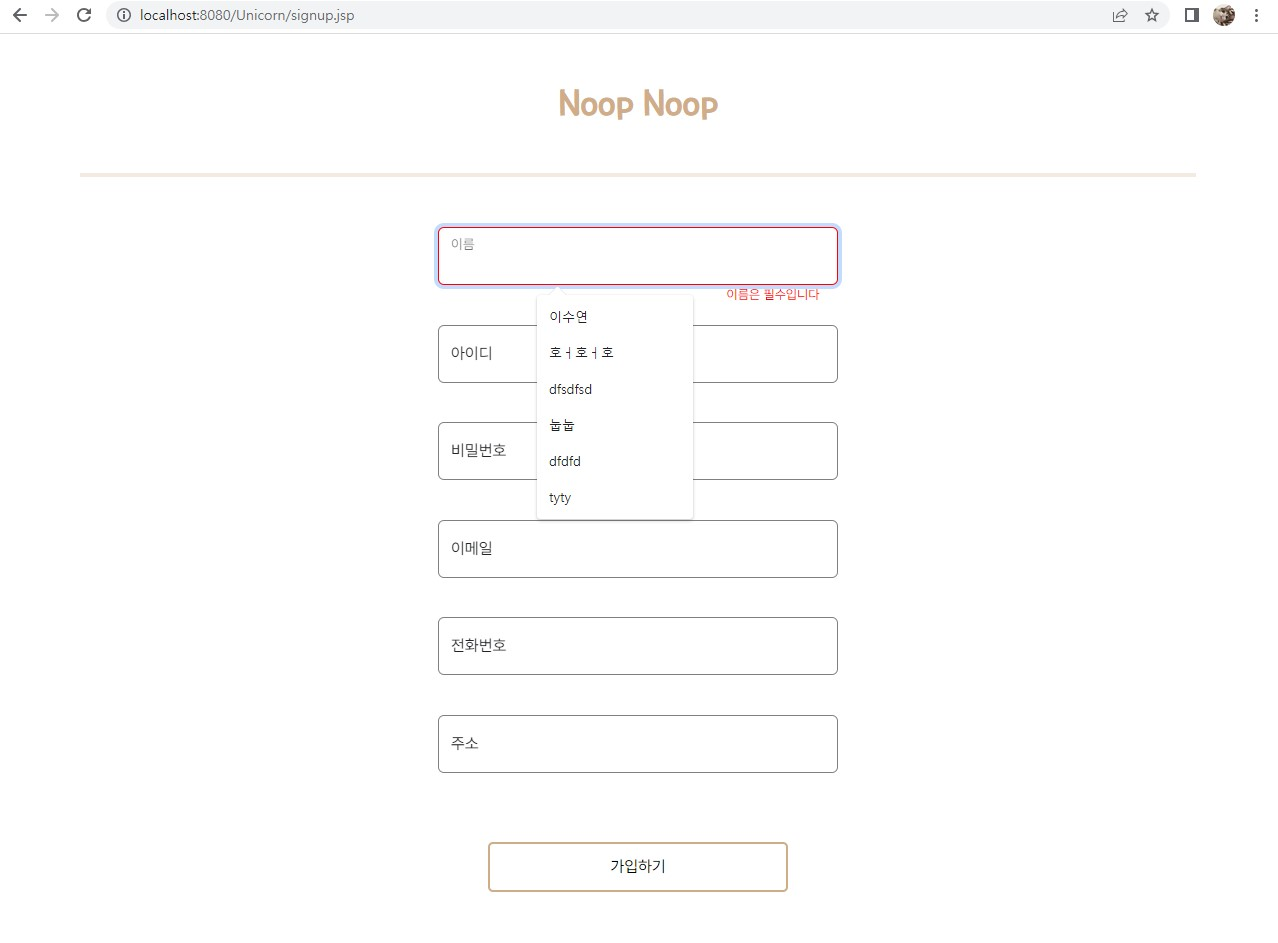 localhost:8080/Unicorn/signup.jsp
Noop Noop
이름
이름은 필수입니다
이수연
호ㅓ호ㅓ호
아이디
dfsdfsd
눕눕
비밀번호
dfdfd
tyty
이메일
전화번호
주소
가입하기